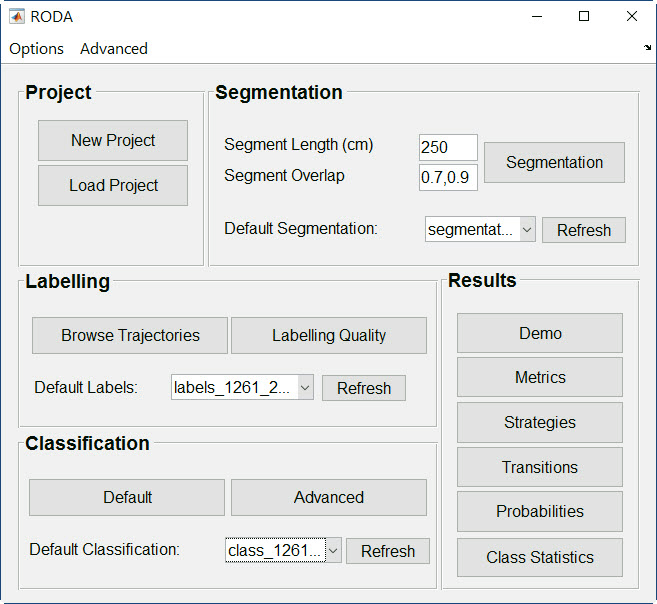 RODA
Options Advanced
Project
New Project
Load Project
Segmentation
Segment Length (cm) 250
Segment Overlap 0.7,0.9
Segmentation
Default Segmentation: segmentat... Refresh
Labelling
Browse Trajectories Labelling Quality
Default Labels: labels_1261_2... Refresh
Classification
Default Advanced
Default Classification: class_1261... Refresh
Results
Demo
Metrics
Strategies
Transitions
Probabilities
Class Statistics